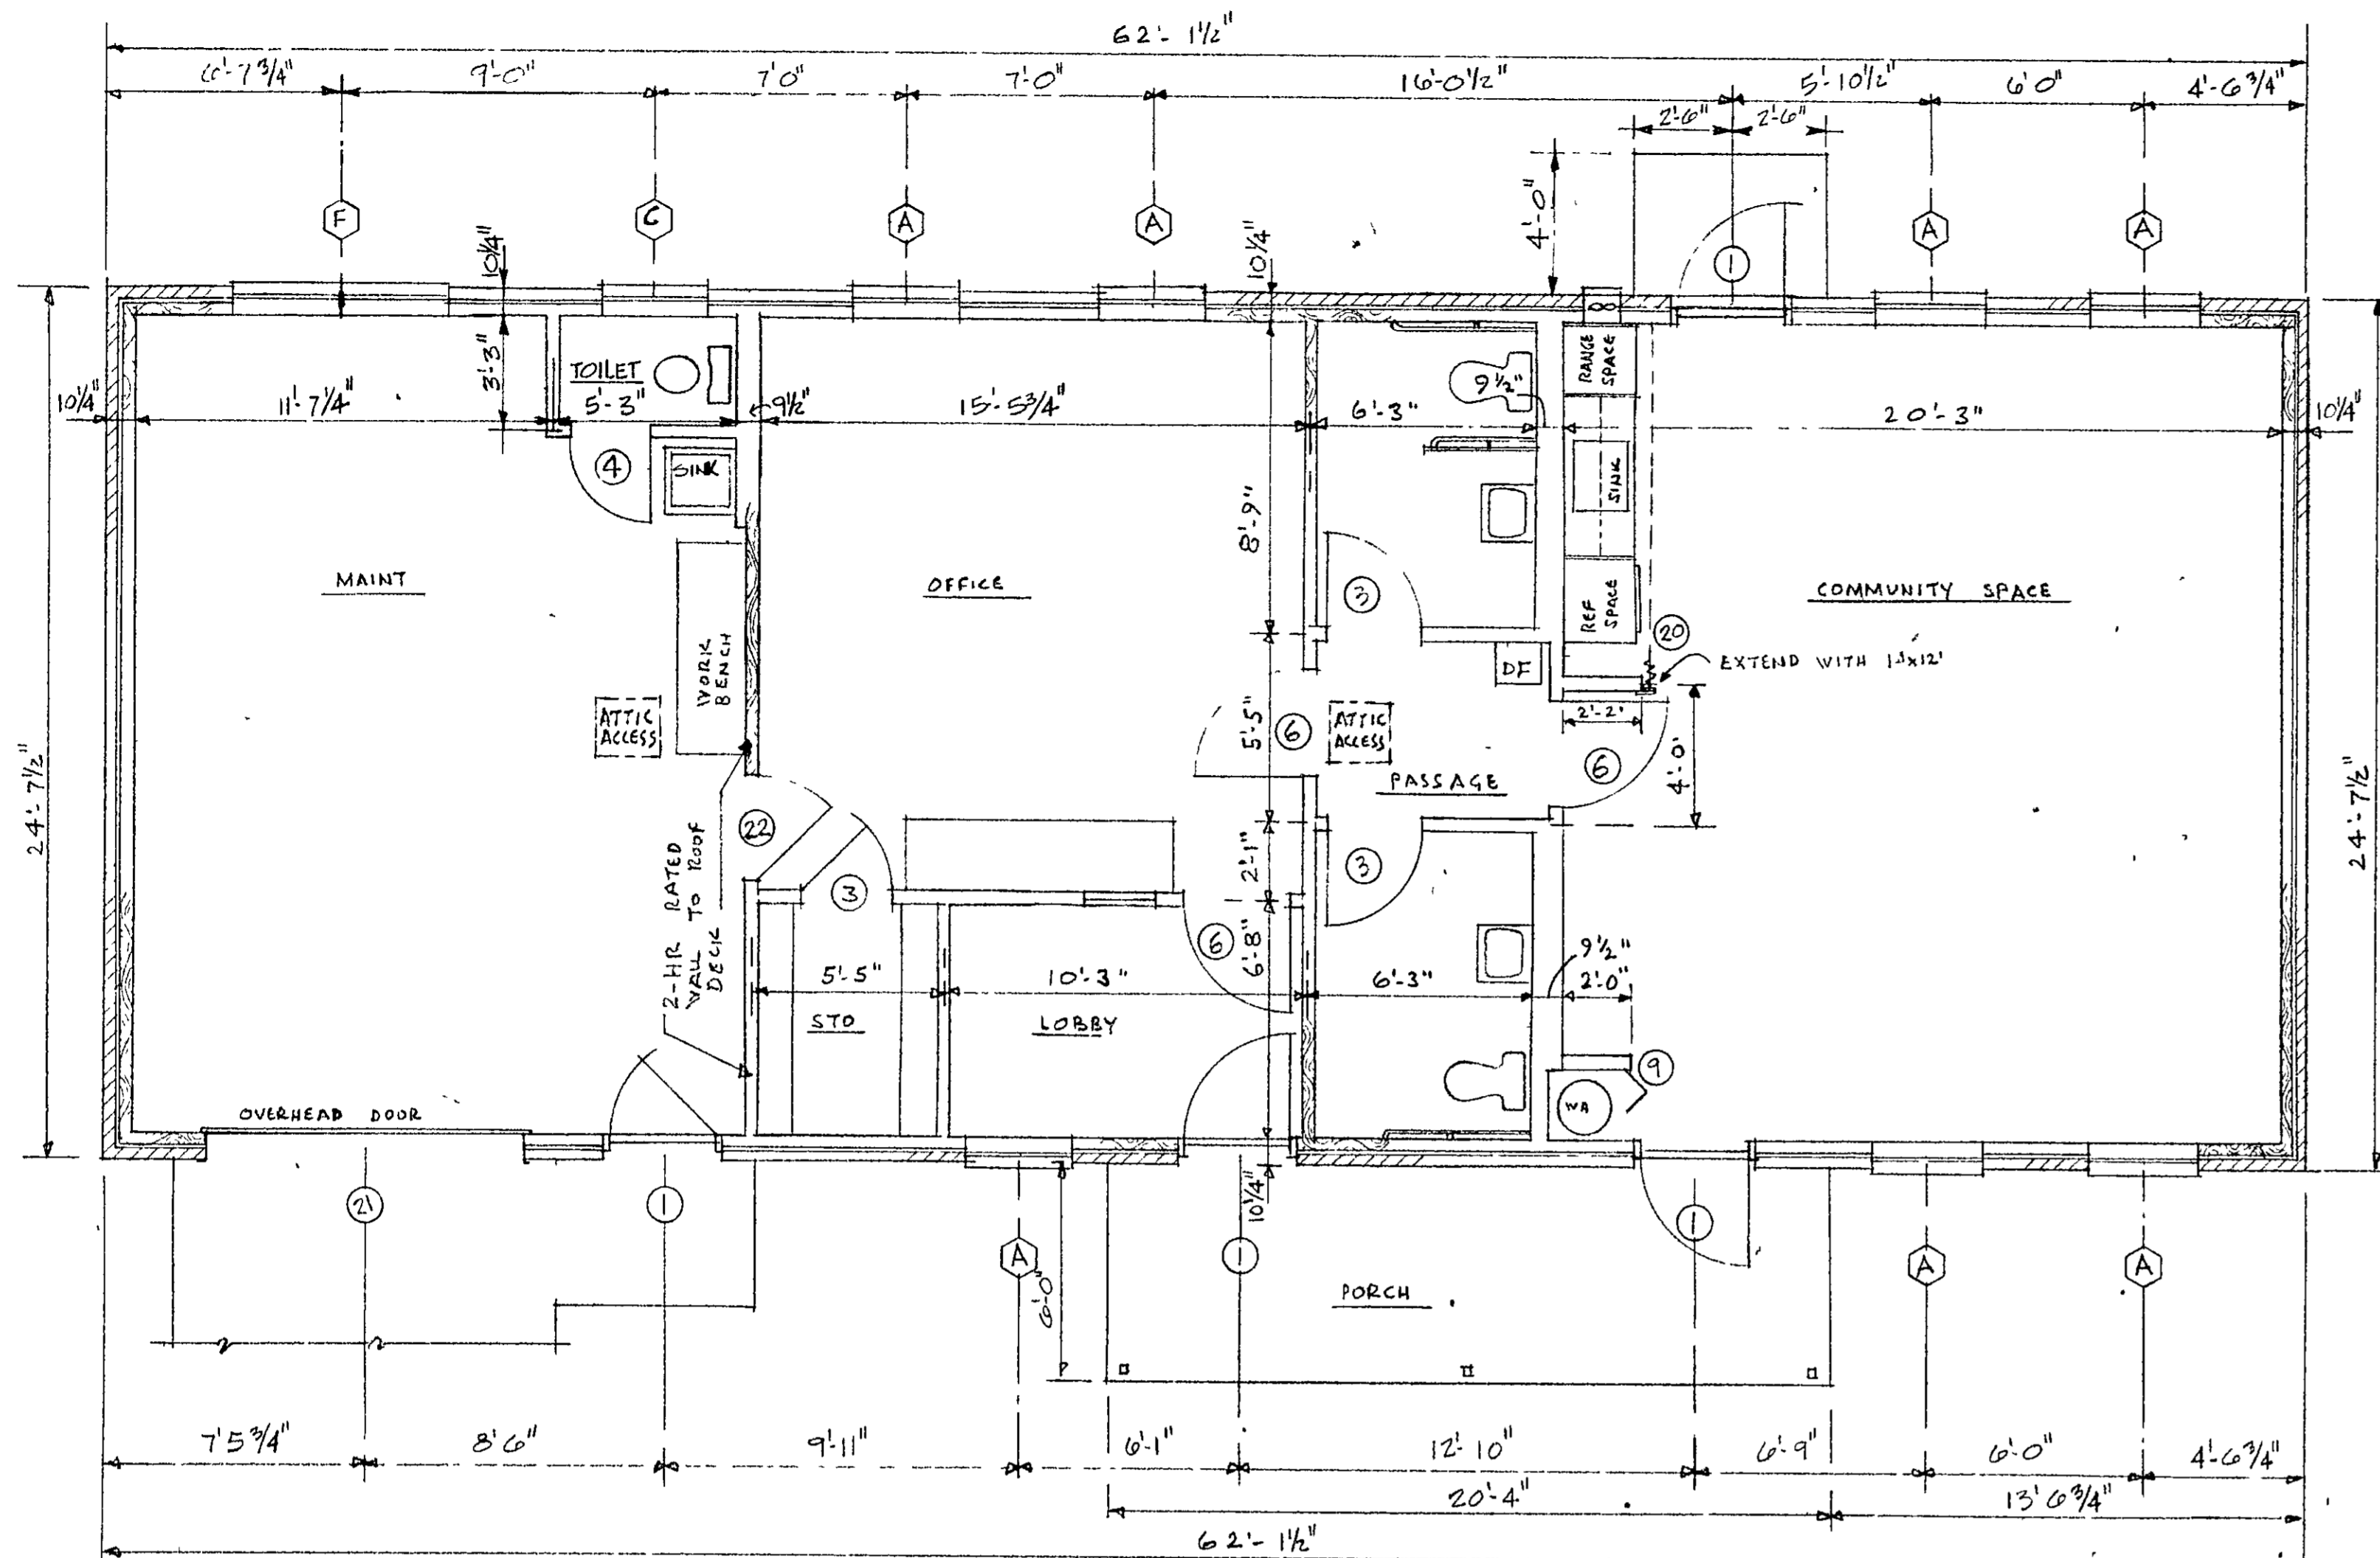 62'-1½"
6'-7¾" 9'-0" 7'0" 7'-0" 16'-0½" 5'-10½" 6'0" 4'-6¾"
2'-6" 2'-6"
4'-0"
F C A A 1 A A
10¼" 10¼"
3'-3"
TOILET
RANGE
SPACE
9½"
10¼" 11'-7¼" 5'-3" 9½" 15'-5¾" 6'-3" 20'-3" 10¼"
4 SINK SINK
8'-9"
MAINT OFFICE 3 COMMUNITY SPACE
REF
SPACE
20
WORK
BENCH
DF EXTEND WITH 1Jx12'
ATTIC
ACCESS
5'-5" 6
ATTIC
ACCESS
2'-2'
6 4'-0'
PASSAGE
24'-7½" 24'-7½"
22
3 2'-1" 3
2-HR RATED
WALL TO ROOF
DECK
6 6'-8"
9½"
5'-5" 10'-3" 6'-3" 2'-0"
STO LOBBY
9
WA
OVERHEAD DOOR
21 1 A 1 1 A A
10¼"
6'-0"
PORCH
7'5¾" 8'6" 9'-11" 6'-1" 12'-10" 6'-9" 6'-0" 4'-6¾"
20'-4" 13'6¾"
62'-1½"